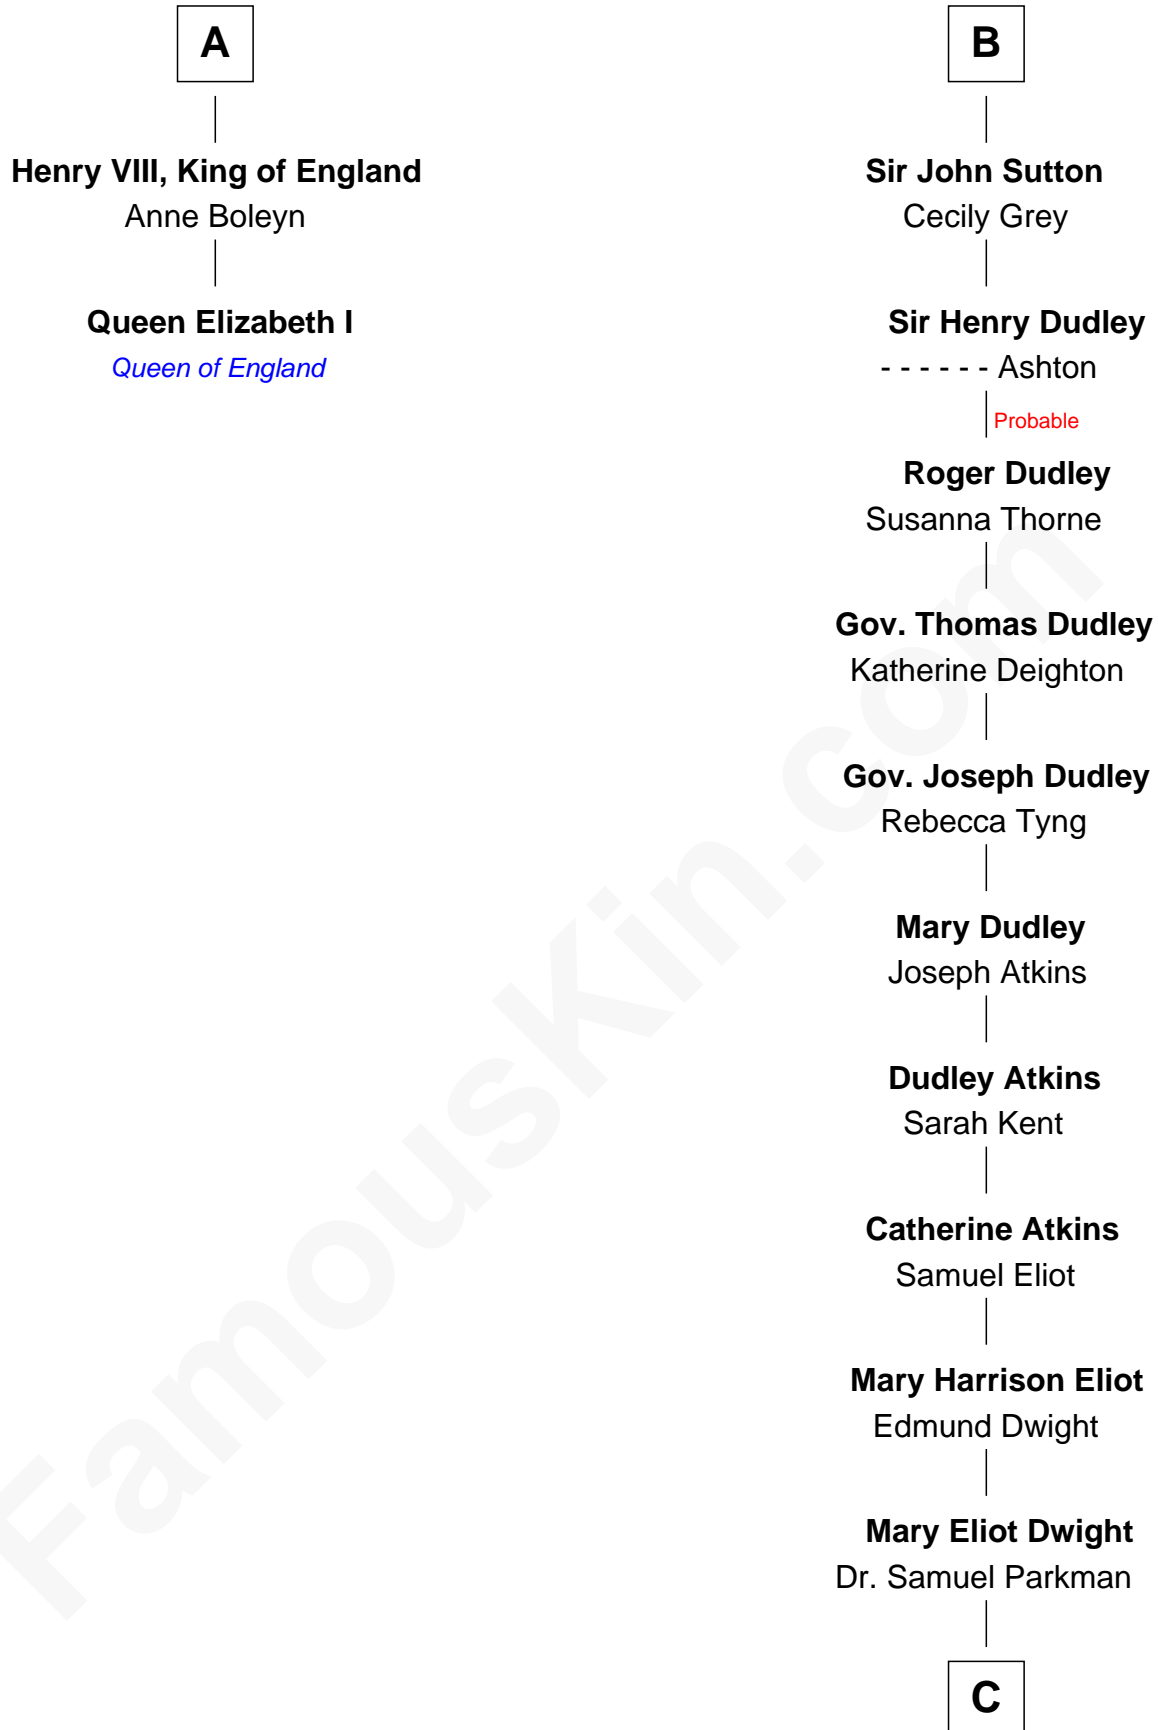 A
Henry VIII, King of England
Anne Boleyn
Queen Elizabeth I
Queen of England
B
Sir John Sutton
Cecily Grey
Sir Henry Dudley
- - - - - - Ashton
Probable
Roger Dudley
Susanna Thorne
Gov. Thomas Dudley
Katherine Deighton
Gov. Joseph Dudley
Rebecca Tyng
Mary Dudley
Joseph Atkins
Dudley Atkins
Sarah Kent
Catherine Atkins
Samuel Eliot
Mary Harrison Eliot
Edmund Dwight
Mary Eliot Dwight
Dr. Samuel Parkman
C
FamousKin.com